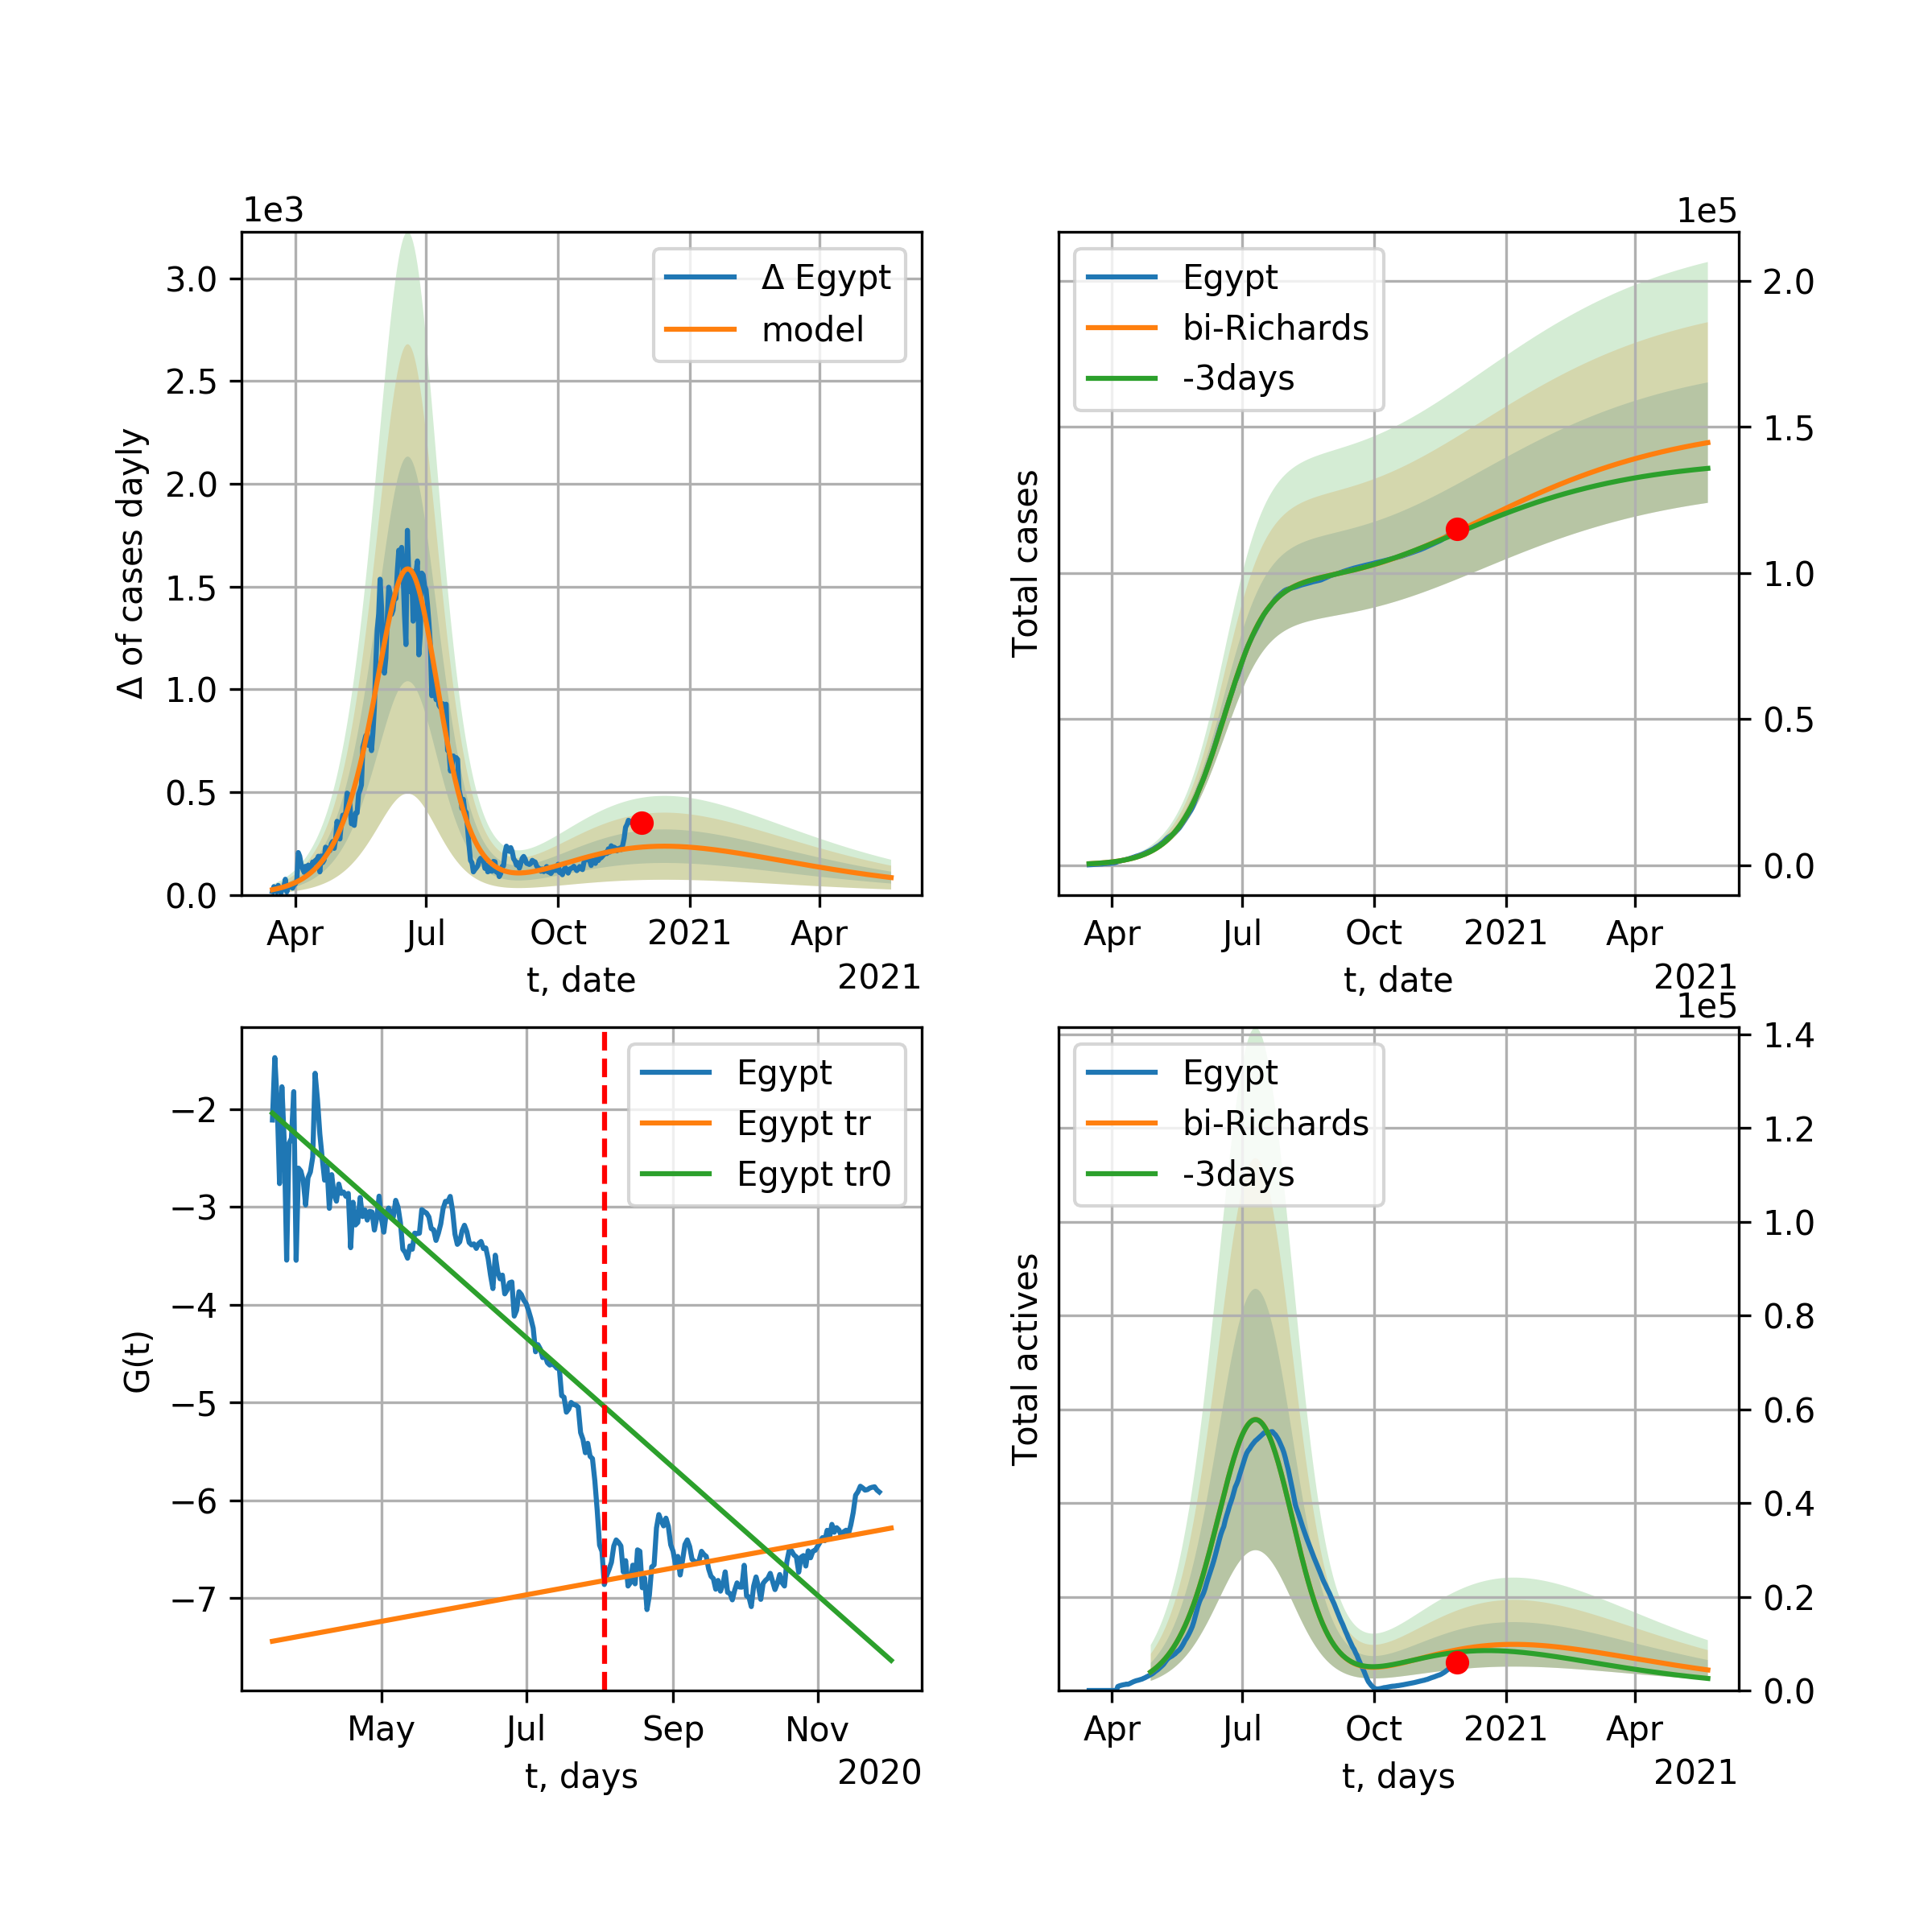 1e3
3.0
2.5
2.0
1.5
1.0
0.5
0.0
Δ of cases dayly
Δ Egypt
model
Apr Jul Oct 2021 Apr
t, date
2021
1e5
2.0
1.5
1.0
0.5
0.0
Total cases
Egypt
bi-Richards
-3days
Apr Jul Oct 2021 Apr
t, date
2021
−2
−3
−4
−5
−6
−7
G(t)
Egypt
Egypt tr
Egypt tr0
May Jul Sep Nov
t, days
2020
1e5
1.4
1.2
1.0
0.8
0.6
0.4
0.2
0.0
Total actives
Egypt
bi-Richards
-3days
Apr Jul Oct 2021 Apr
t, days
2021